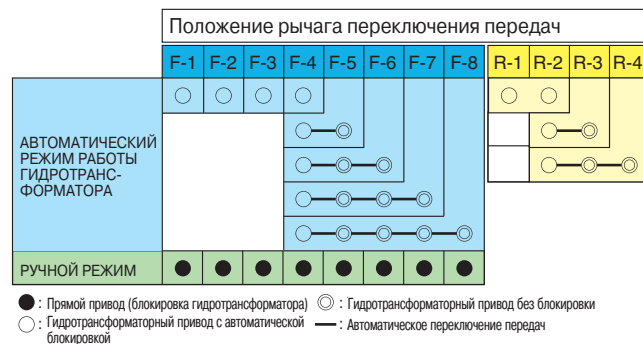 Положение рычага переключения передач
F-1 F-2 F-3 F-4 F-5 F-6 F-7 F-8 R-1 R-2 R-3 R-4
АВТОМАТИЧЕСКИЙ
РЕЖИМ РАБОТЫ
ГИДРОТРАНС-
ФОРМАТОРА
РУЧНОЙ РЕЖИМ
: Прямой привод (блокировка гидротрансформатора) : Гидротрансформаторный привод без блокировки
: Гидротрансформаторный привод с автоматической : Автоматическое переключение передач
блокировкой